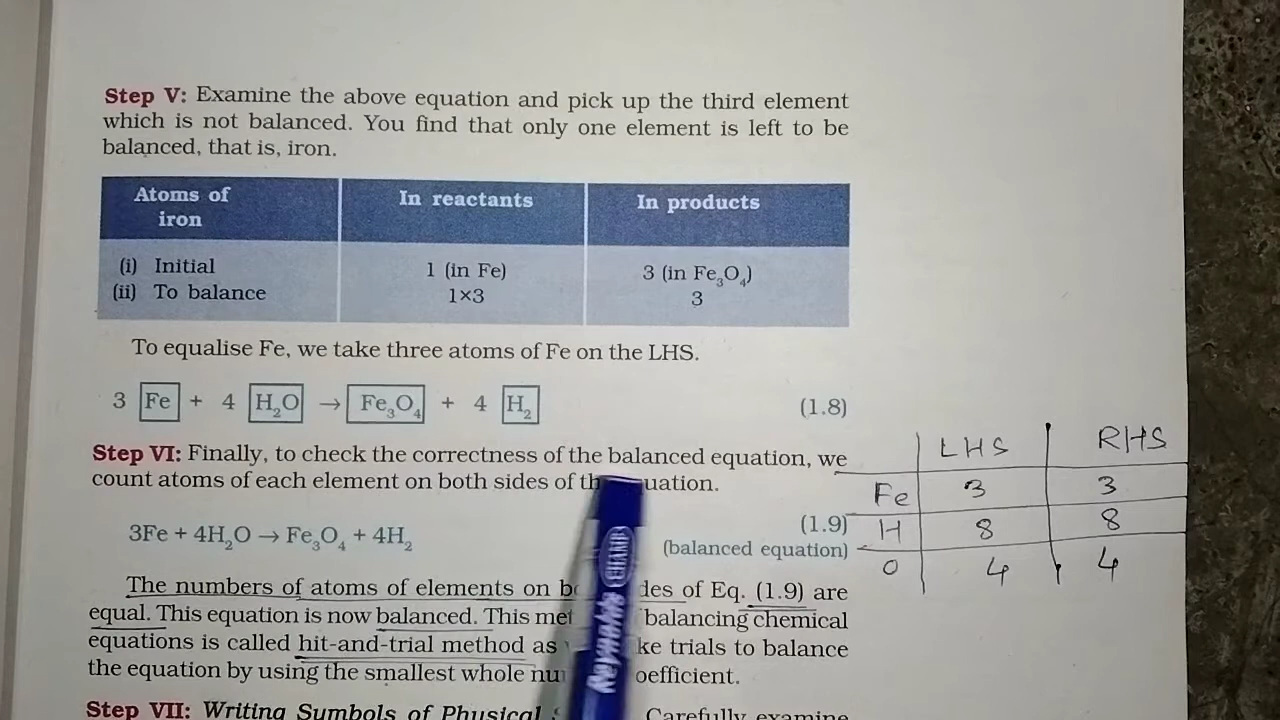 Step V: Examine the above equation and pick up the third element
which is not balanced. You find that only one element is left to be
balanced, that is, iron.
Atoms of iron In reactants In products
(i) Initial 1 (in Fe) 3 (in Fe₃O₄)
(ii) To balance 1×3 3
To equalise Fe, we take three atoms of Fe on the LHS.
3 Fe + 4 H₂O → Fe₃O₄ + 4 H₂ (1.8)
Step VI: Finally, to check the correctness of the balanced equation, we
count atoms of each element on both sides of
3Fe + 4H₂O → Fe₃O₄ + 4H₂ (1.9)
(balanced equation)
The numbers of atoms of elements on of Eq. (1.9) are
equal. This equation is now balanced. This balancing chemical
equations is called hit-and-trial method as trials to balance
the equation by using the smallest whole
Step VII: Writing Symbols of Physical Carefully examine
LHS RHS
Fe 3 3
H 8 8
O 4 4
Reynolds CHAMP